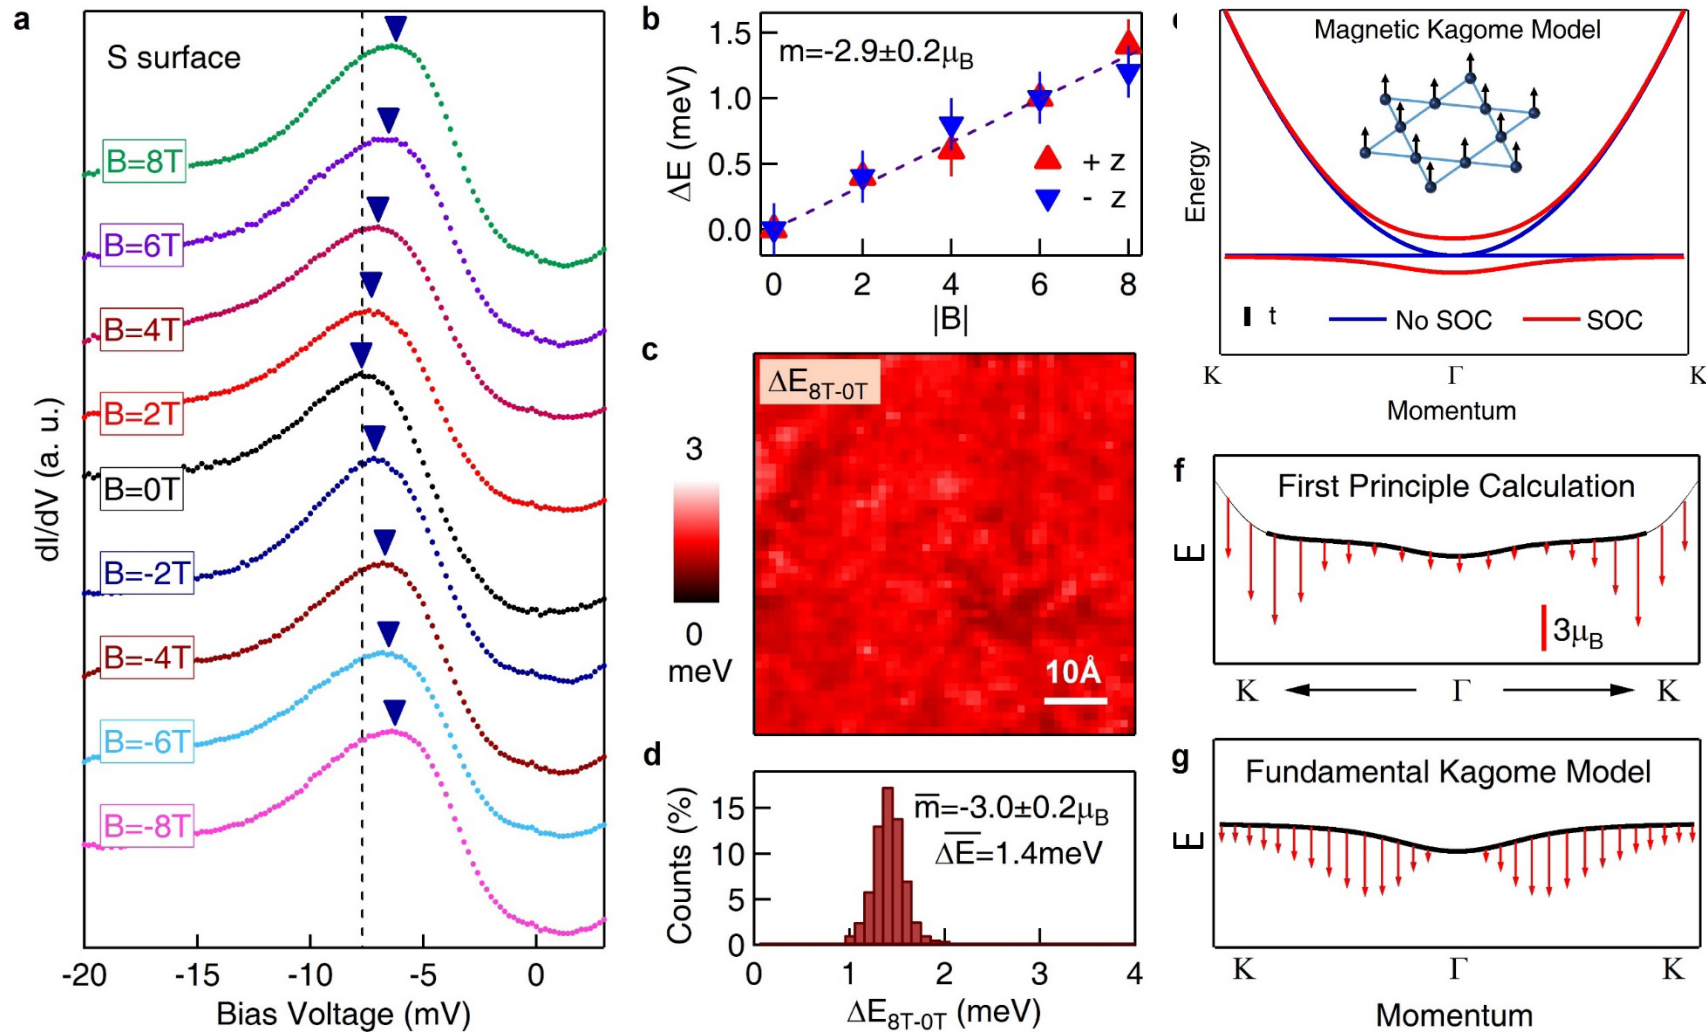 a
S surface
B=8T
B=6T
B=4T
B=2T
B=0T
B=-2T
B=-4T
B=-6T
B=-8T
dI/dV (a. u.)
-20
-15
-10
-5
0
Bias Voltage (mV)
b
m=-2.9±0.2μB
1.5
1.0
0.5
0.0
ΔE (meV)
+ z
- z
0
2
4
6
8
|B|
c
ΔE8T-0T
3
0
meV
10Å
d
m̅=-3.0±0.2μB
Δ̅E̅=1.4meV
15
10
5
0
Counts (%)
0
1
2
3
4
ΔE8T-0T (meV)
Magnetic Kagome Model
Energy
t
No SOC
SOC
K
Γ
K
Momentum
f
First Principle Calculation
E
3μB
K
Γ
K
g
Fundamental Kagome Model
E
K
Γ
K
Momentum